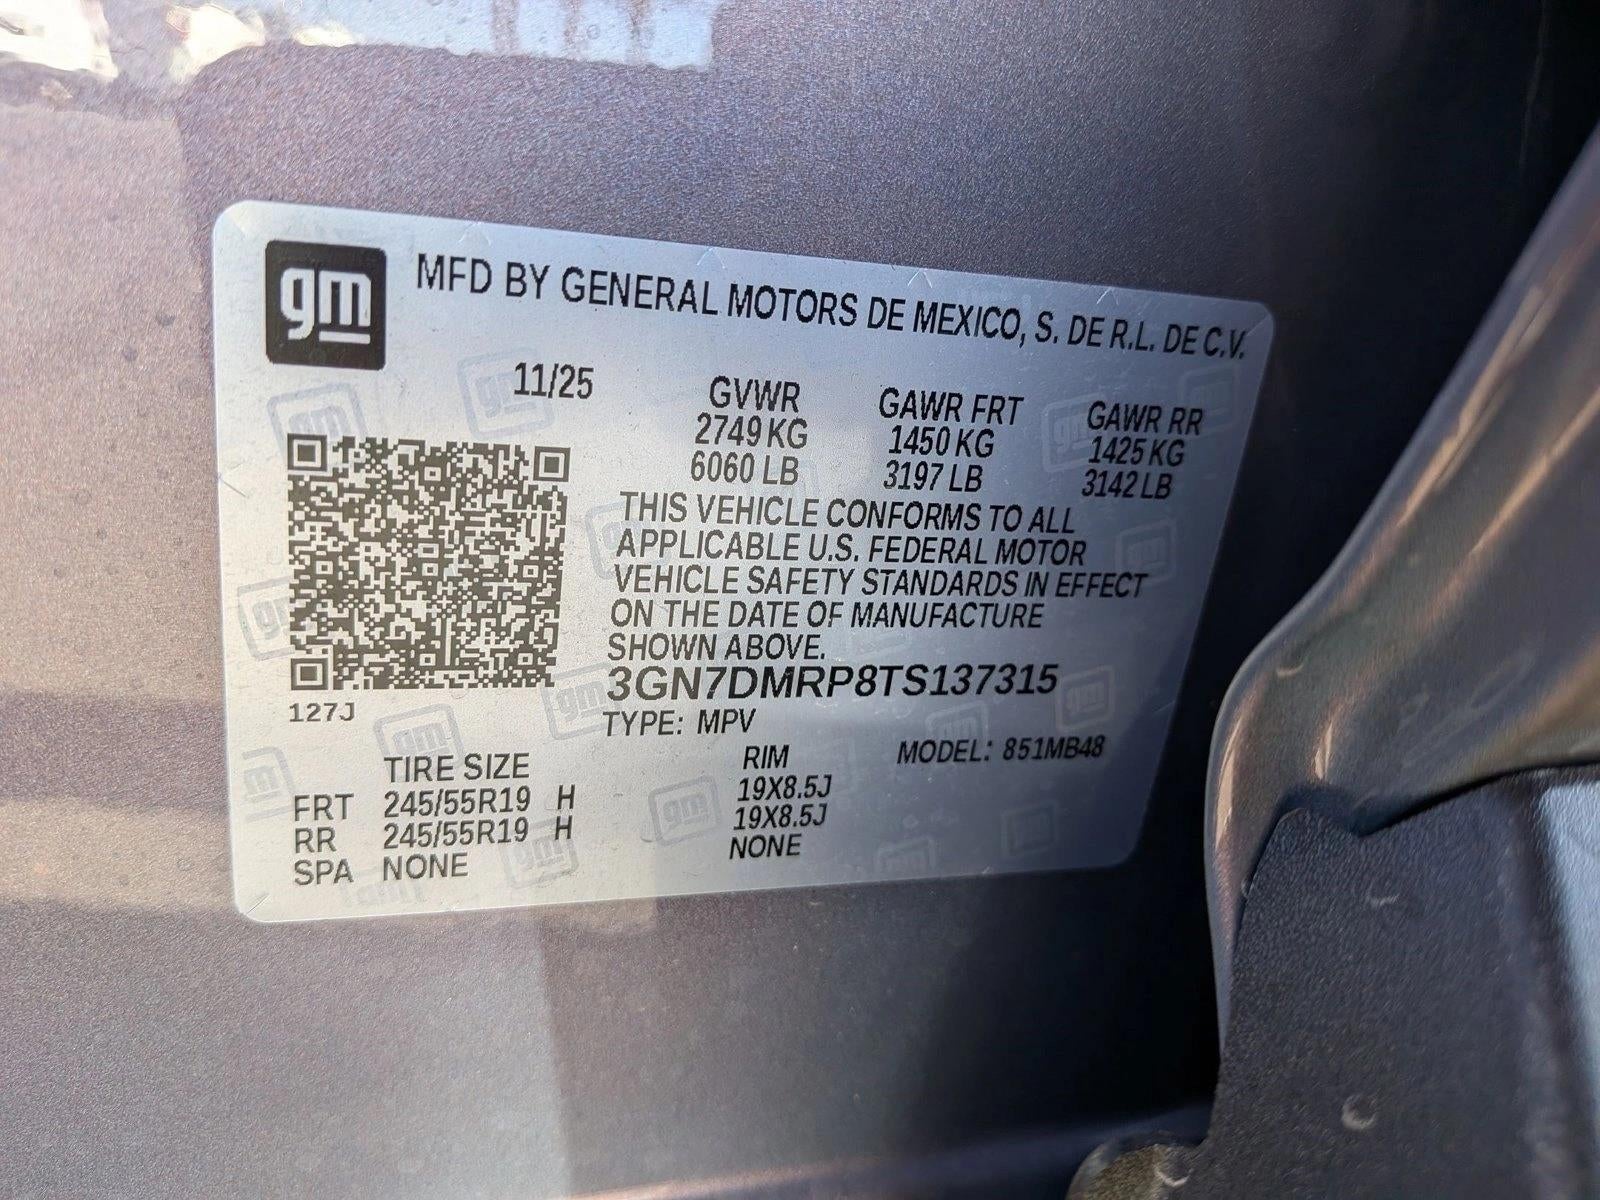 gm MFD BY GENERAL MOTORS DE MEXICO, S. DE R.L. DE C.V.
11/25 GVWR GAWR FRT GAWR RR
2749 KG 1450 KG 1425 KG
6060 LB 3197 LB 3142 LB
THIS VEHICLE CONFORMS TO ALL
APPLICABLE U.S. FEDERAL MOTOR
VEHICLE SAFETY STANDARDS IN EFFECT
ON THE DATE OF MANUFACTURE
SHOWN ABOVE.
3GN7DMRP8TS137315
127J
TYPE: MPV
TIRE SIZE RIM MODEL: 851MB48
FRT 245/55R19 H 19X8.5J
RR 245/55R19 H 19X8.5J
SPA NONE NONE